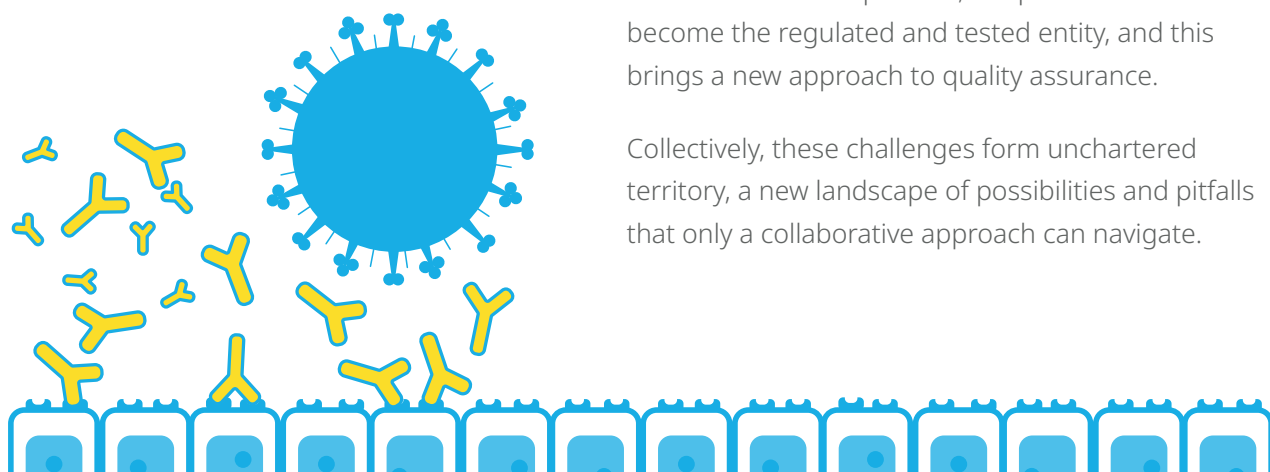 become the regulated and tested entity, and this
brings a new approach to quality assurance.
Collectively, these challenges form unchartered
territory, a new landscape of possibilities and pitfalls
that only a collaborative approach can navigate.